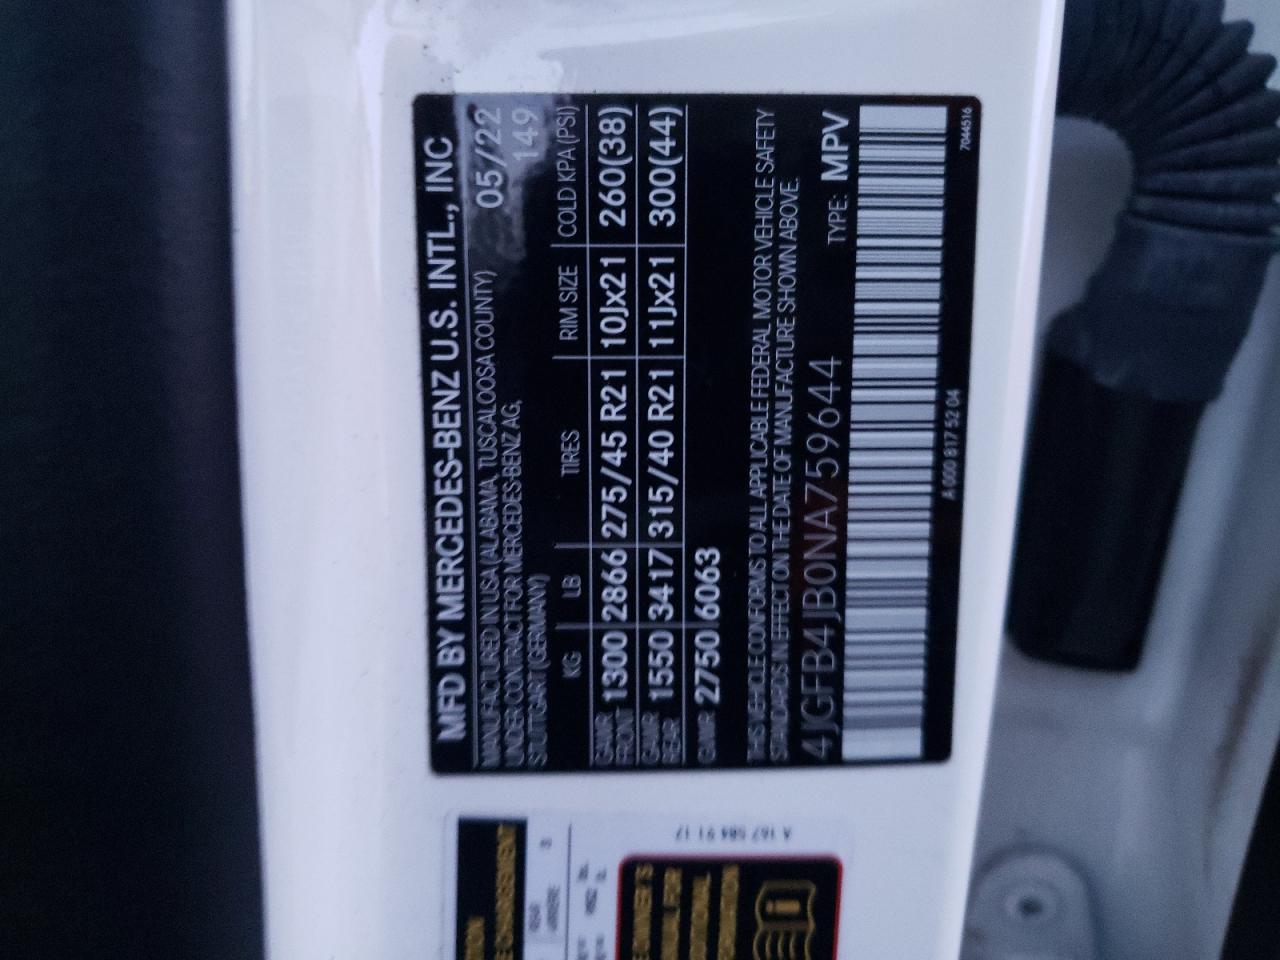 MFD BY MERCEDES-BENZ U.S. INTL., INC
MANUFACTURED IN USA (ALABAMA, TUSCALOOSA COUNTY) 05/22
UNDER CONTRACT FOR MERCEDES-BENZ AG, 149
STUTTGART (GERMANY)
KG LB TIRES RIM SIZE COLD KPA (PSI)
GAWR FRONT 1300 2866 275/45 R21 10Jx21 260(38)
GAWR REAR 1550 3417 315/40 R21 11Jx21 300(44)
GVWR 2750 6063
THIS VEHICLE CONFORMS TO ALL APPLICABLE FEDERAL MOTOR VEHICLE SAFETY
STANDARDS IN EFFECT ON THE DATE OF MANUFACTURE SHOWN ABOVE.
4JGFB4JB0NA759644 TYPE: MPV
A 000 817 52 04
7044516
A 167 584 91 17